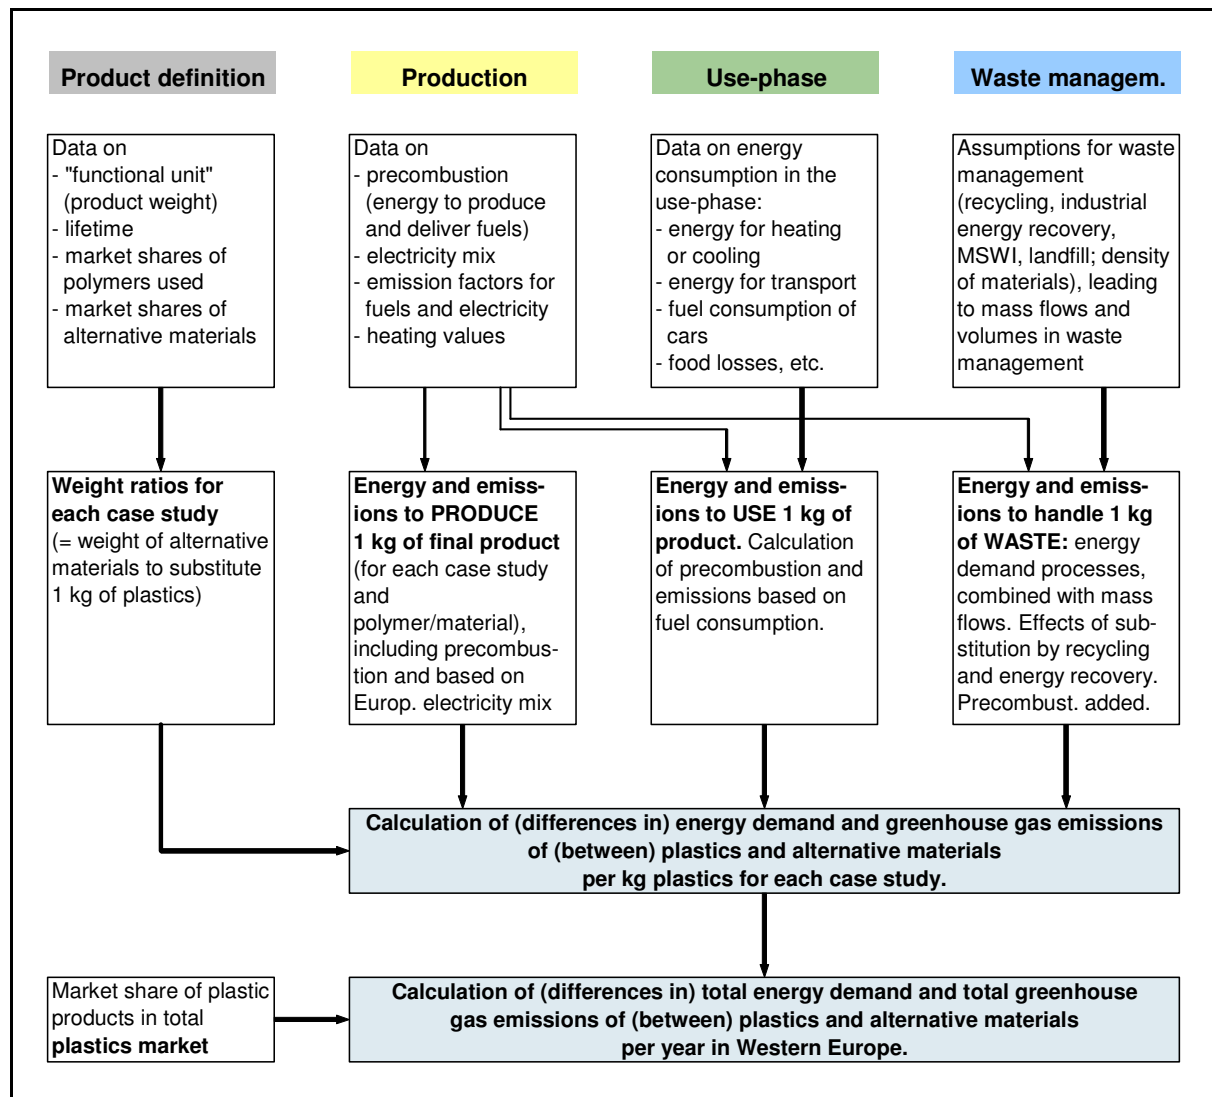 Product definition
Production
Use-phase
Waste managem.
Data on
- "functional unit"
(product weight)
- lifetime
- market shares of
polymers used
- market shares of
alternative materials
Data on
- precombustion
(energy to produce
and deliver fuels)
- electricity mix
- emission factors for
fuels and electricity
- heating values
Data on energy
consumption in the
use-phase:
- energy for heating
or cooling
- energy for transport
- fuel consumption of
cars
- food losses, etc.
Assumptions for waste
management
(recycling, industrial
energy recovery,
MSWI, landfill; density
of materials), leading
to mass flows and
volumes in waste
management
Weight ratios for
each case study
(= weight of alternative
materials to substitute
1 kg of plastics)
Energy and emiss-
ions to PRODUCE
1 kg of final product
(for each case study
and
polymer/material),
including precombus-
tion and based on
Europ. electricity mix
Energy and emiss-
ions to USE 1 kg of
product. Calculation
of precombustion and
emissions based on
fuel consumption.
Energy and emiss-
ions to handle 1 kg
of WASTE: energy
demand processes,
combined with mass
flows. Effects of sub-
stitution by recycling
and energy recovery.
Precombust. added.
Calculation of (differences in) energy demand and greenhouse gas emissions
of (between) plastics and alternative materials
per kg plastics for each case study.
Market share of plastic
products in total
plastics market
Calculation of (differences in) total energy demand and total greenhouse
gas emissions of (between) plastics and alternative materials
per year in Western Europe.